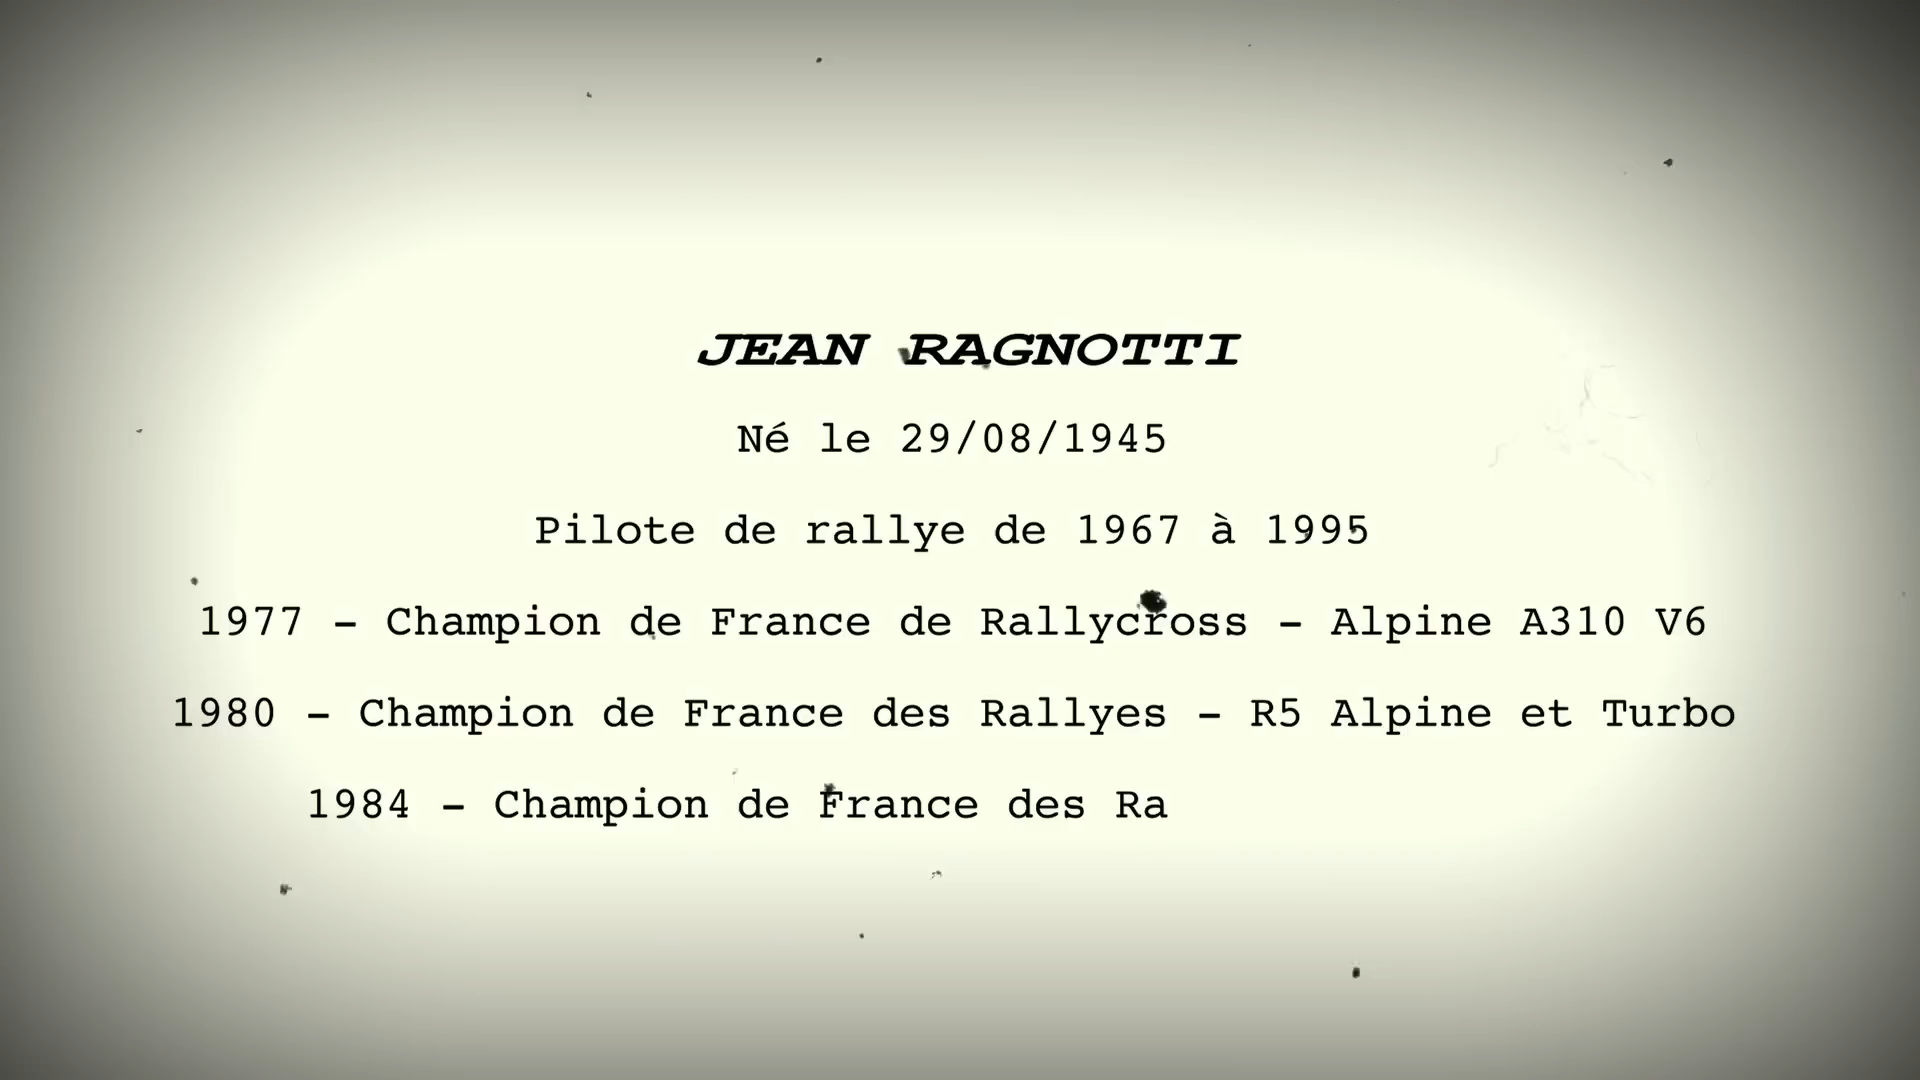 JEAN RAGNOTTI
Né le 29/08/1945
Pilote de rallye de 1967 à 1995
1977 - Champion de France de Rallycross - Alpine A310 V6
1980 - Champion de France des Rallyes - R5 Alpine et Turbo
1984 - Champion de France des Ra